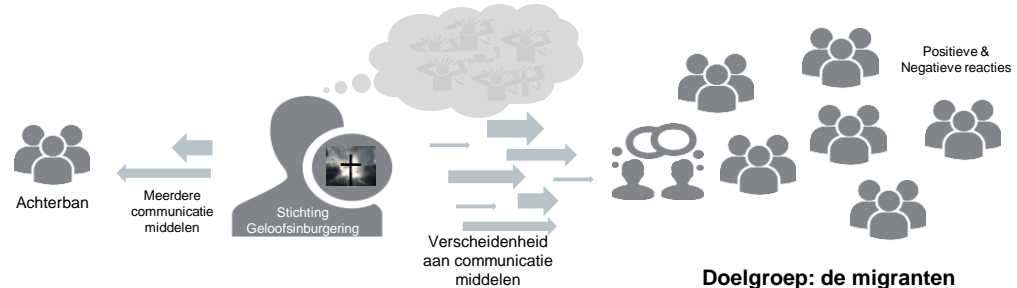 Positieve &
Negatieve reacties
Achterban
Meerdere
communicatie
middelen
Stichting
Geloofsinburgering
Verscheidenheid
aan communicatie
middelen
Doelgroep: de migranten